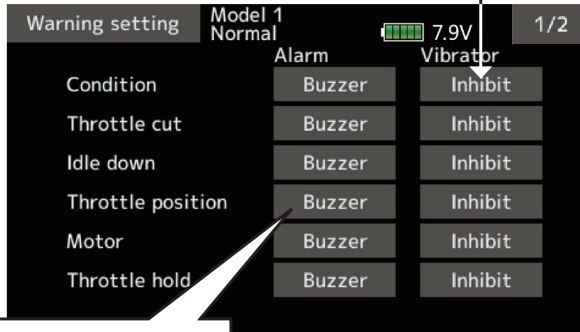 Warning setting Model 1 1/2
Normal 7.9V
Alarm Vibrator
Condition Buzzer Inhibit
Throttle cut Buzzer Inhibit
Idle down Buzzer Inhibit
Throttle position Buzzer Inhibit
Motor Buzzer Inhibit
Throttle hold Buzzer Inhibit